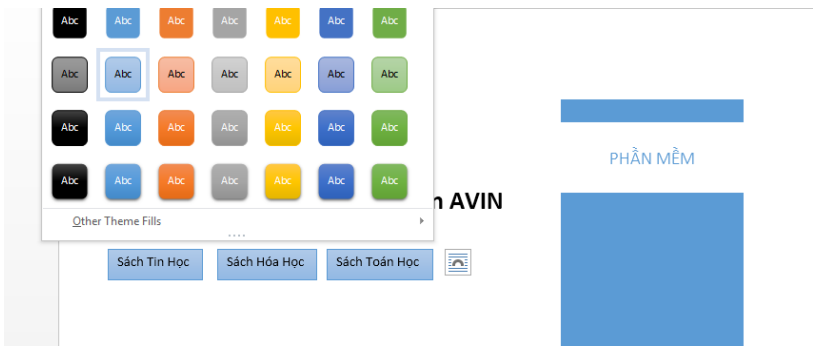 Abc Abc Abc Abc Abc Abc Abc
Abc Abc Abc Abc Abc Abc Abc
Abc Abc Abc Abc Abc Abc Abc
Abc Abc Abc Abc Abc Abc Abc
Other Theme Fills
PHẦN MỀM
AVIN
Sách Tin Học
Sách Hóa Học
Sách Toán Học